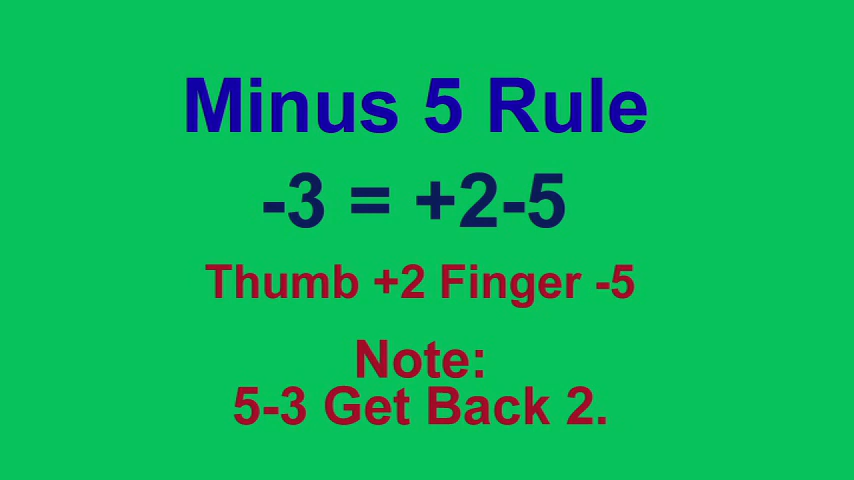 Minus 5 Rule
-3 = +2-5
Thumb +2 Finger -5
Note:
5-3 Get Back 2.